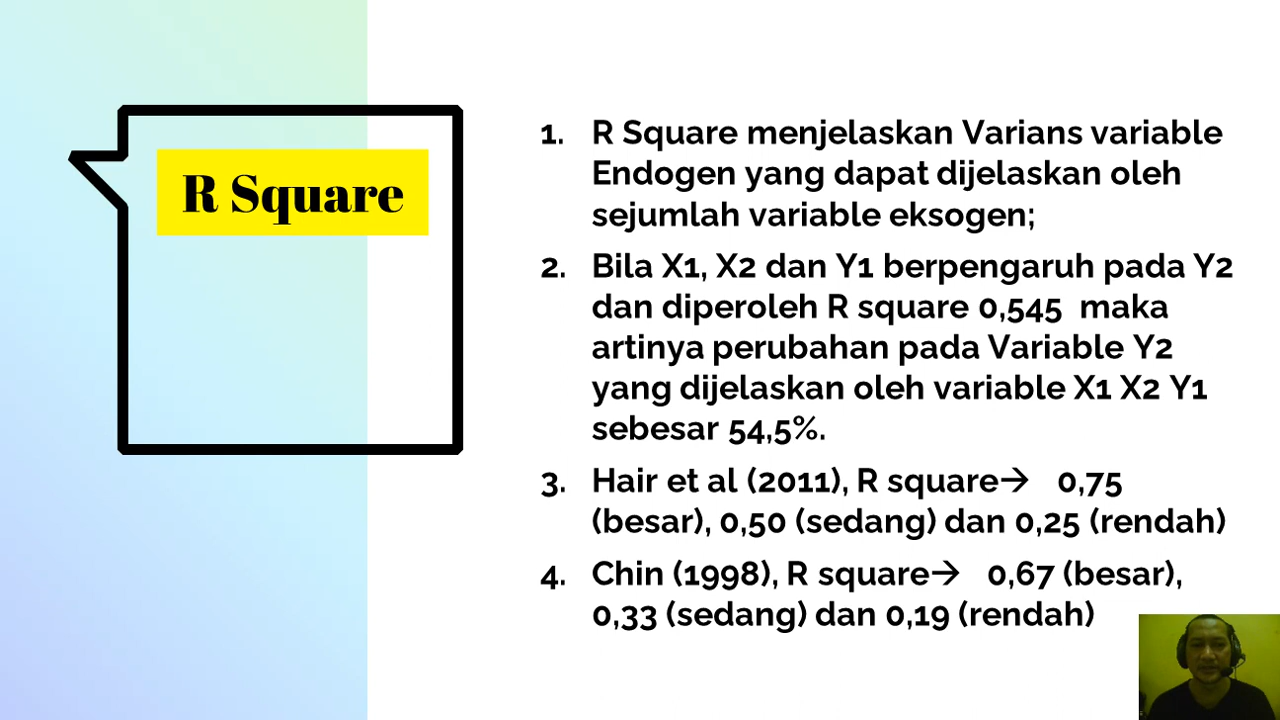 R Square
1. R Square menjelaskan Varians variable
Endogen yang dapat dijelaskan oleh
sejumlah variable eksogen;
2. Bila X1, X2 dan Y1 berpengaruh pada Y2
dan diperoleh R square 0,545 maka
artinya perubahan pada Variable Y2
yang dijelaskan oleh variable X1 X2 Y1
sebesar 54,5%.
3. Hair et al (2011), R square→ 0,75
(besar), 0,50 (sedang) dan 0,25 (rendah)
4. Chin (1998), R square→ 0,67 (besar),
0,33 (sedang) dan 0,19 (rendah)